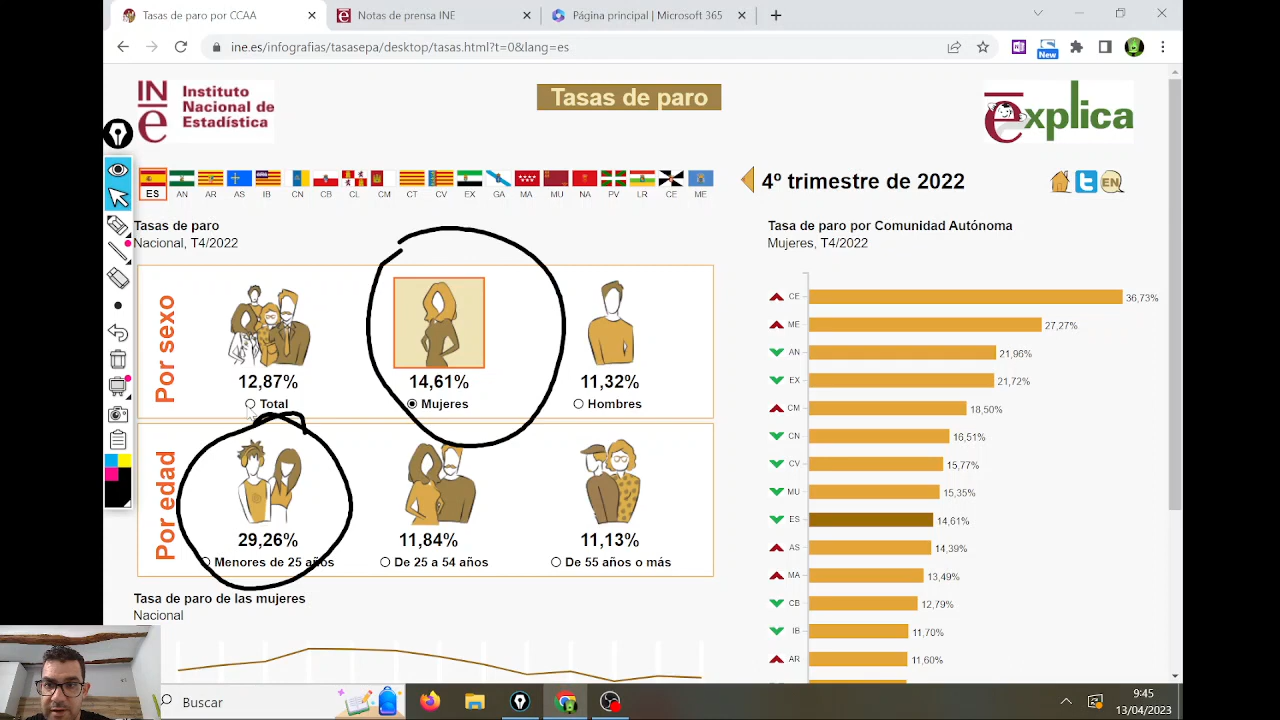 Tasas de paro por CCAA
Notas de prensa INE
Página principal | Microsoft 365
ine.es/infografias/tasasepa/desktop/tasas.html?t=0&lang=es
New
IN
e
Instituto
Nacional de
Estadística
Tasas de paro
explica
ES AN AR AS IB CN CB CL CM CT CV EX GA MA MU NA PV LR CE ME
4º trimestre de 2022
EN
Tasas de paro
Nacional, T4/2022
Por sexo
12,87%
Total
14,61%
Mujeres
11,32%
Hombres
Por edad
29,26%
Menores de 25 años
11,84%
De 25 a 54 años
11,13%
De 55 años o más
Tasa de paro de las mujeres
Nacional
Tasa de paro por Comunidad Autónoma
Mujeres, T4/2022
CE 36,73%
ME 27,27%
AN 21,96%
EX 21,72%
CM 18,50%
CN 16,51%
CV 15,77%
MU 15,35%
ES 14,61%
AS 14,39%
MA 13,49%
CB 12,79%
IB 11,70%
AR 11,60%
Buscar
9:45
13/04/2023